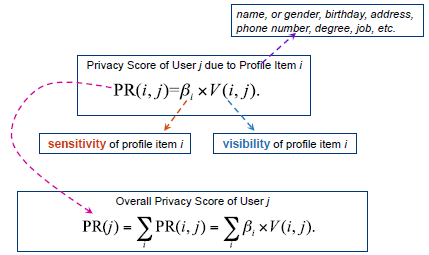 name, or gender, birthday, address,
phone number, degree, job, etc.
Privacy Score of User j due to Profile Item i
PR(i, j)=βᵢ × V(i, j).
sensitivity of profile item i
visibility of profile item i
Overall Privacy Score of User j
PR(j) = ∑ᵢ PR(i, j) = ∑ᵢ βᵢ × V(i, j).